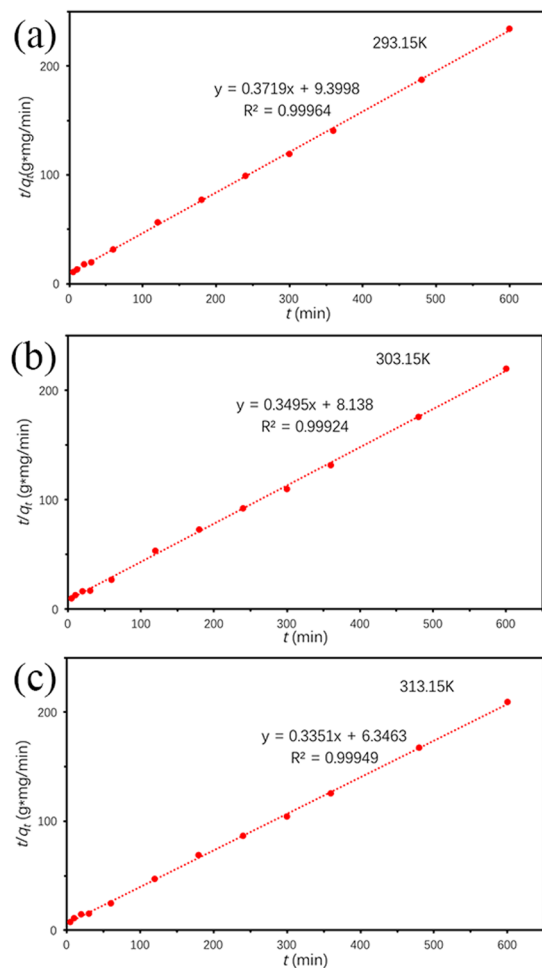 (a)
293.15K
y = 0.3719x + 9.3998
R² = 0.99964
t/qt(g*mg/min)
200
100
0
0 100 200 300 400 500 600
t (min)
(b)
303.15K
y = 0.3495x + 8.138
R² = 0.99924
t/qt (g*mg/min)
200
100
0
0 100 200 300 400 500 600
t (min)
(c)
313.15K
y = 0.3351x + 6.3463
R² = 0.99949
t/qt (g*mg/min)
200
100
0
0 100 200 300 400 500 600
t (min)